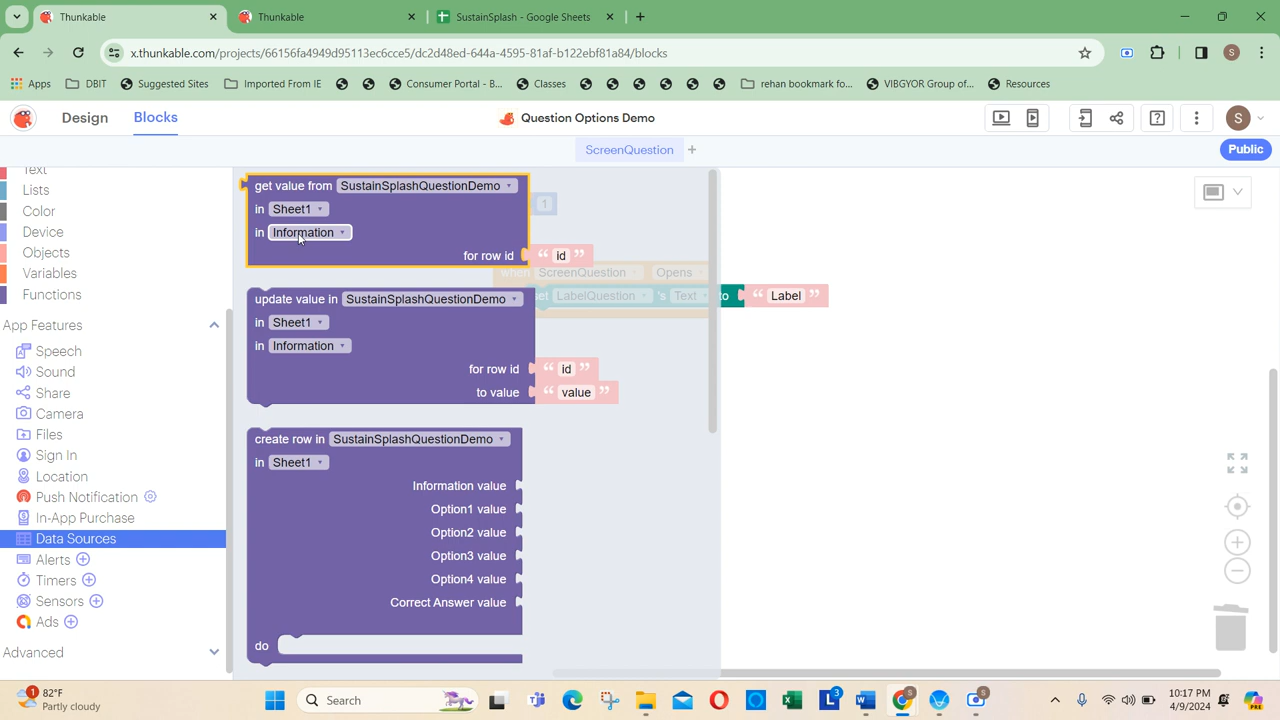 Thunkable
Thunkable
SustainSplash - Google Sheets
x.thunkable.com/projects/66156fa4949d95113ec6cce5/dc2d48ed-644a-4595-81af-b122ebf81a84/blocks
S
Apps
DBIT
Suggested Sites
Imported From IE
Consumer Portal - B...
Classes
rehan bookmark fo...
VIBGYOR Group of...
Resources
Design
Blocks
Question Options Demo
S
ScreenQuestion
Public
Text
Lists
Color
Device
Objects
Variables
Functions
App Features
Speech
Sound
Share
Camera
Files
Sign In
Location
Push Notification
In-App Purchase
Data Sources
Alerts
Timers
Sensors
Ads
Advanced
get value from SustainSplashQuestionDemo
in Sheet1
in Information
for row id “ id ”
update value in SustainSplashQuestionDemo
in Sheet1
in Information
for row id “ id ”
to value “ value ”
create row in SustainSplashQuestionDemo
in Sheet1
Information value
Option1 value
Option2 value
Option3 value
Option4 value
Correct Answer value
do
1
when ScreenQuestion Opens
set LabelQuestion 's Text to “ Label ”
1
82°F
Partly cloudy
Search
3
10:17 PM
4/9/2024